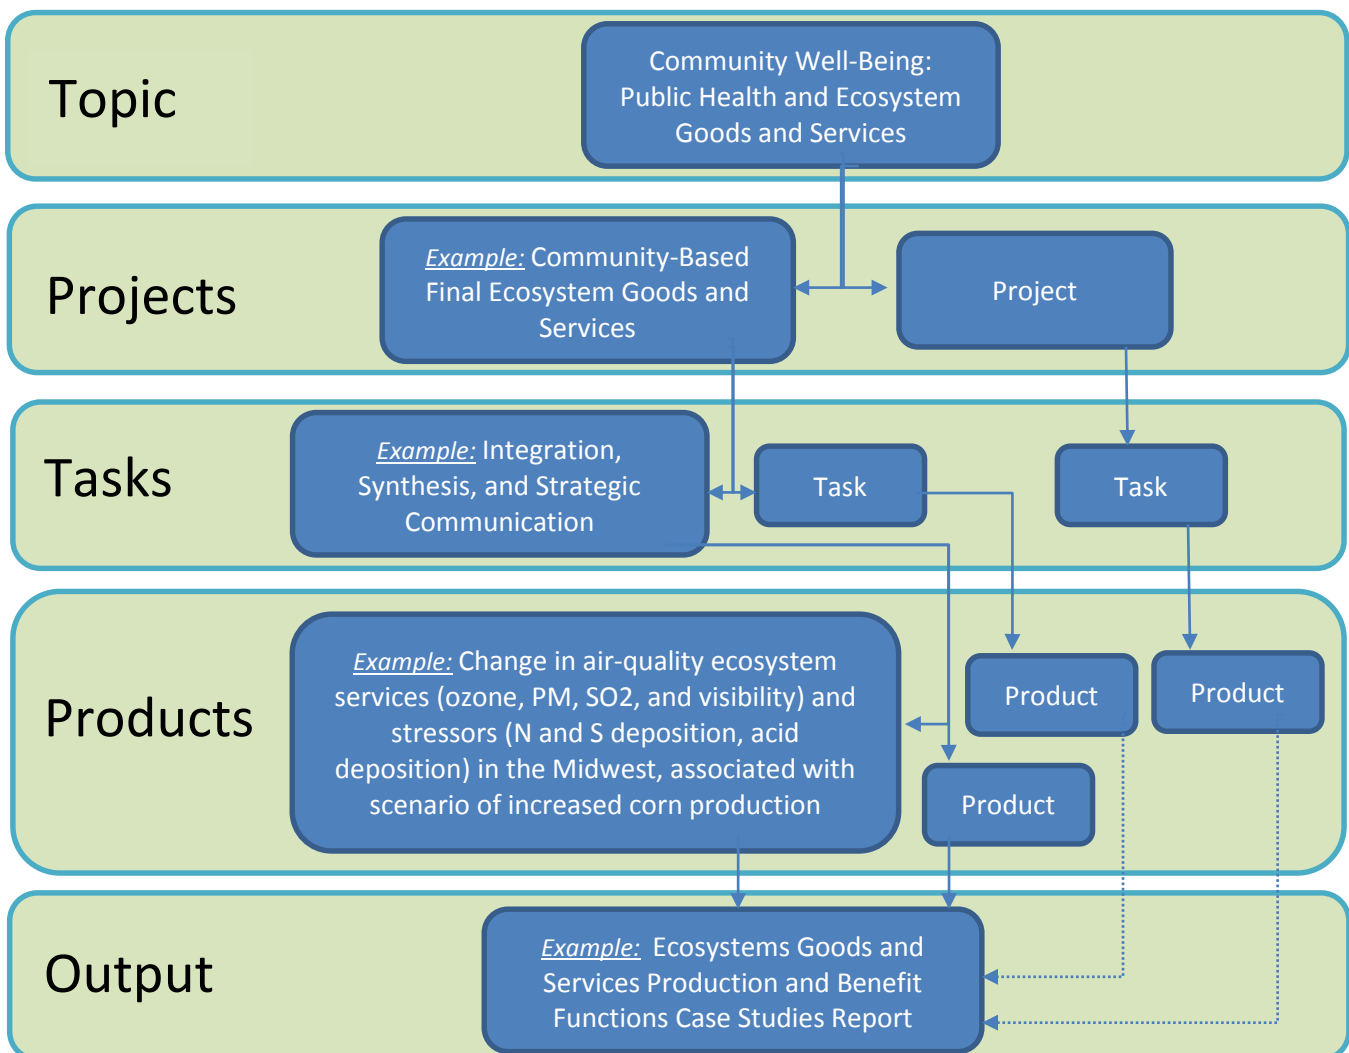 Topic
Community Well-Being:
Public Health and Ecosystem
Goods and Services
Projects
Example: Community-Based
Final Ecosystem Goods and
Services
Project
Tasks
Example: Integration,
Synthesis, and Strategic
Communication
Task
Task
Products
Example: Change in air-quality ecosystem
services (ozone, PM, SO2, and visibility) and
stressors (N and S deposition, acid
deposition) in the Midwest, associated with
scenario of increased corn production
Product
Product
Product
Output
Example: Ecosystems Goods and
Services Production and Benefit
Functions Case Studies Report